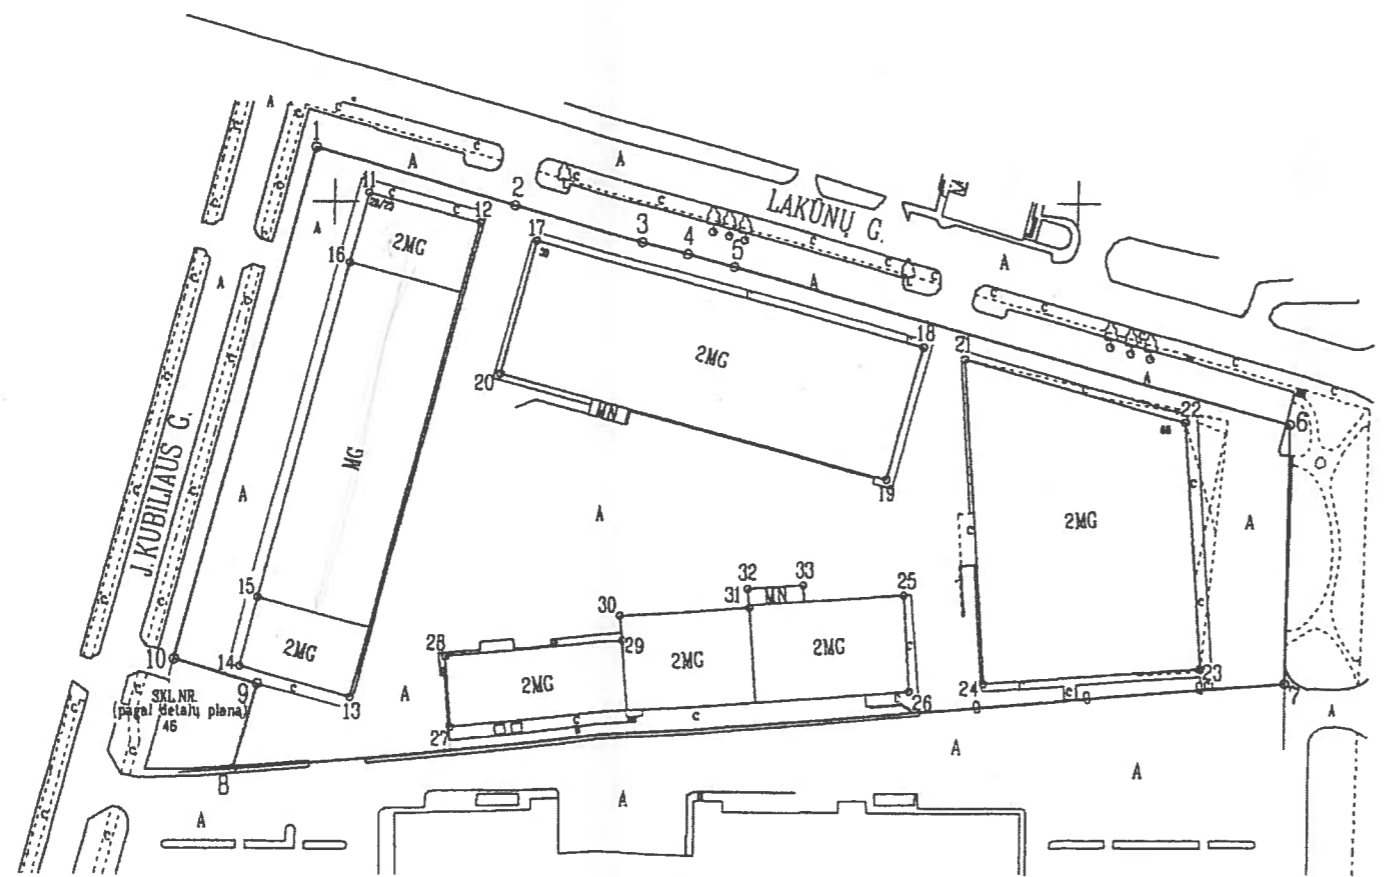 A
1
A
A
C
11
C
C
12
2
A
C
LAKŪNŲ G.
A
2MG
16
17
3
4
5
A
18
A
20
2MG
MN
19
21
22
6
A
2MG
A
J. KUBILIAUS G.
A
MG
A
15
2MG
14
10
9
13
SKL.NR.
(pagal detalų planą)
46
8
A
28
2MG
27
A
30
29
2MG
31
32
33
MN
25
2MG
26
C
24
23
7
A
A
A
A